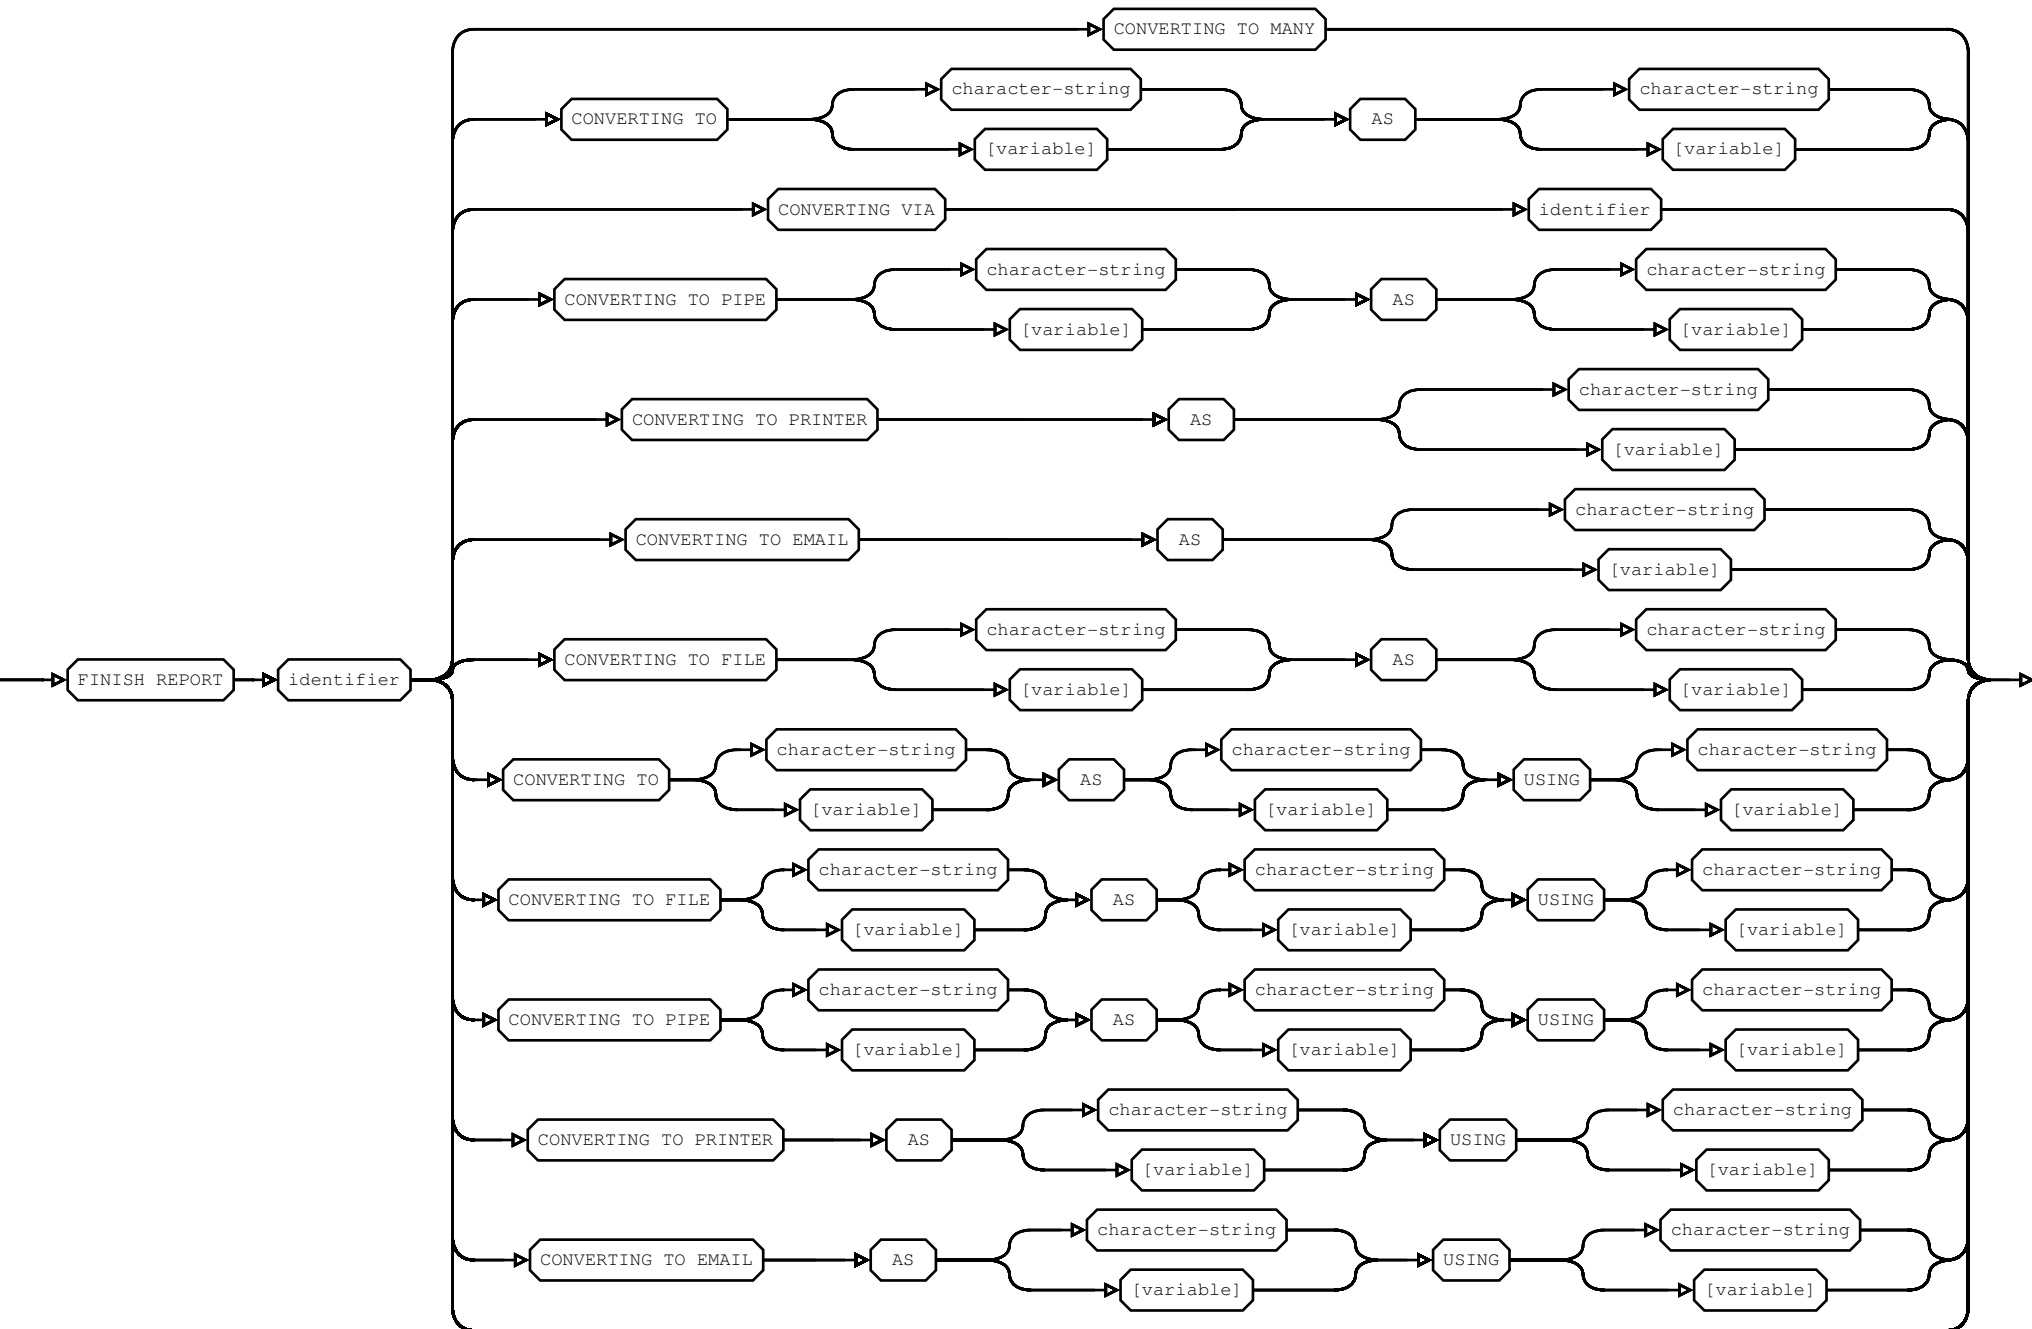 CONVERTING TO MANY
character-string character-string
CONVERTING TO AS
[variable] [variable]
CONVERTING VIA identifier
character-string character-string
CONVERTING TO PIPE AS
[variable] [variable]
character-string
CONVERTING TO PRINTER AS
[variable]
character-string
CONVERTING TO EMAIL AS
[variable]
character-string character-string
CONVERTING TO FILE AS
FINISH REPORT identifier
[variable] [variable]
character-string character-string character-string
CONVERTING TO AS USING
[variable] [variable] [variable]
character-string character-string character-string
CONVERTING TO FILE AS USING
[variable] [variable] [variable]
character-string character-string character-string
CONVERTING TO PIPE AS USING
[variable] [variable] [variable]
character-string character-string
CONVERTING TO PRINTER AS USING
[variable] [variable]
character-string character-string
CONVERTING TO EMAIL AS USING
[variable] [variable]